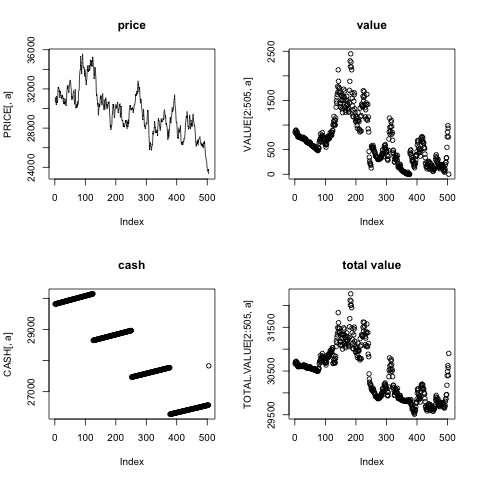 price
PRICE[, a]
24000 28000 32000 36000
0 100 200 300 400 500
Index
value
VALUE[2:505, a]
0 500 1500 2500
0 100 200 300 400 500
Index
cash
CASH[, a]
27000 29000
0 100 200 300 400 500
Index
total value
TOTAL.VALUE[2:505, a]
29500 30500 31500
0 100 200 300 400 500
Index